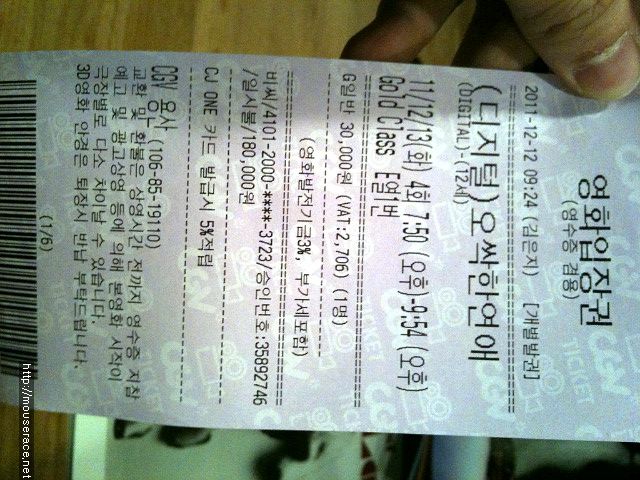 영화입장권
(영수증 겸용)
2011-12-12 09:24 (김은지) [개별발권]
(디지털)오싹한연애
(DIGITAL)-(12시)
11/12/13(화) 4회 7:50 (오후)-9:54 (오후)
Gold Class E열1번
G일반 30,000원 (VAT:2,706) (1명)
(영화발전기금3%, 부가세포함)
비씨/4101-2000-****-3723/승인번호:35892746
/일시불/180,000원
CJ ONE 카드 발급시 5%적립
CGV 용산 (106-85-19110)
교환 및 환불은 상영시간 전까지 영수증 지참
예고 및 광고상영 등에 의해 본영화 시작이
극장별로 다소 차이날 수 있습니다.
3D영화 안경은 퇴장시 반납 부탁드립니다.
(1/6)
CGV
TICKET
http://mouserace.net